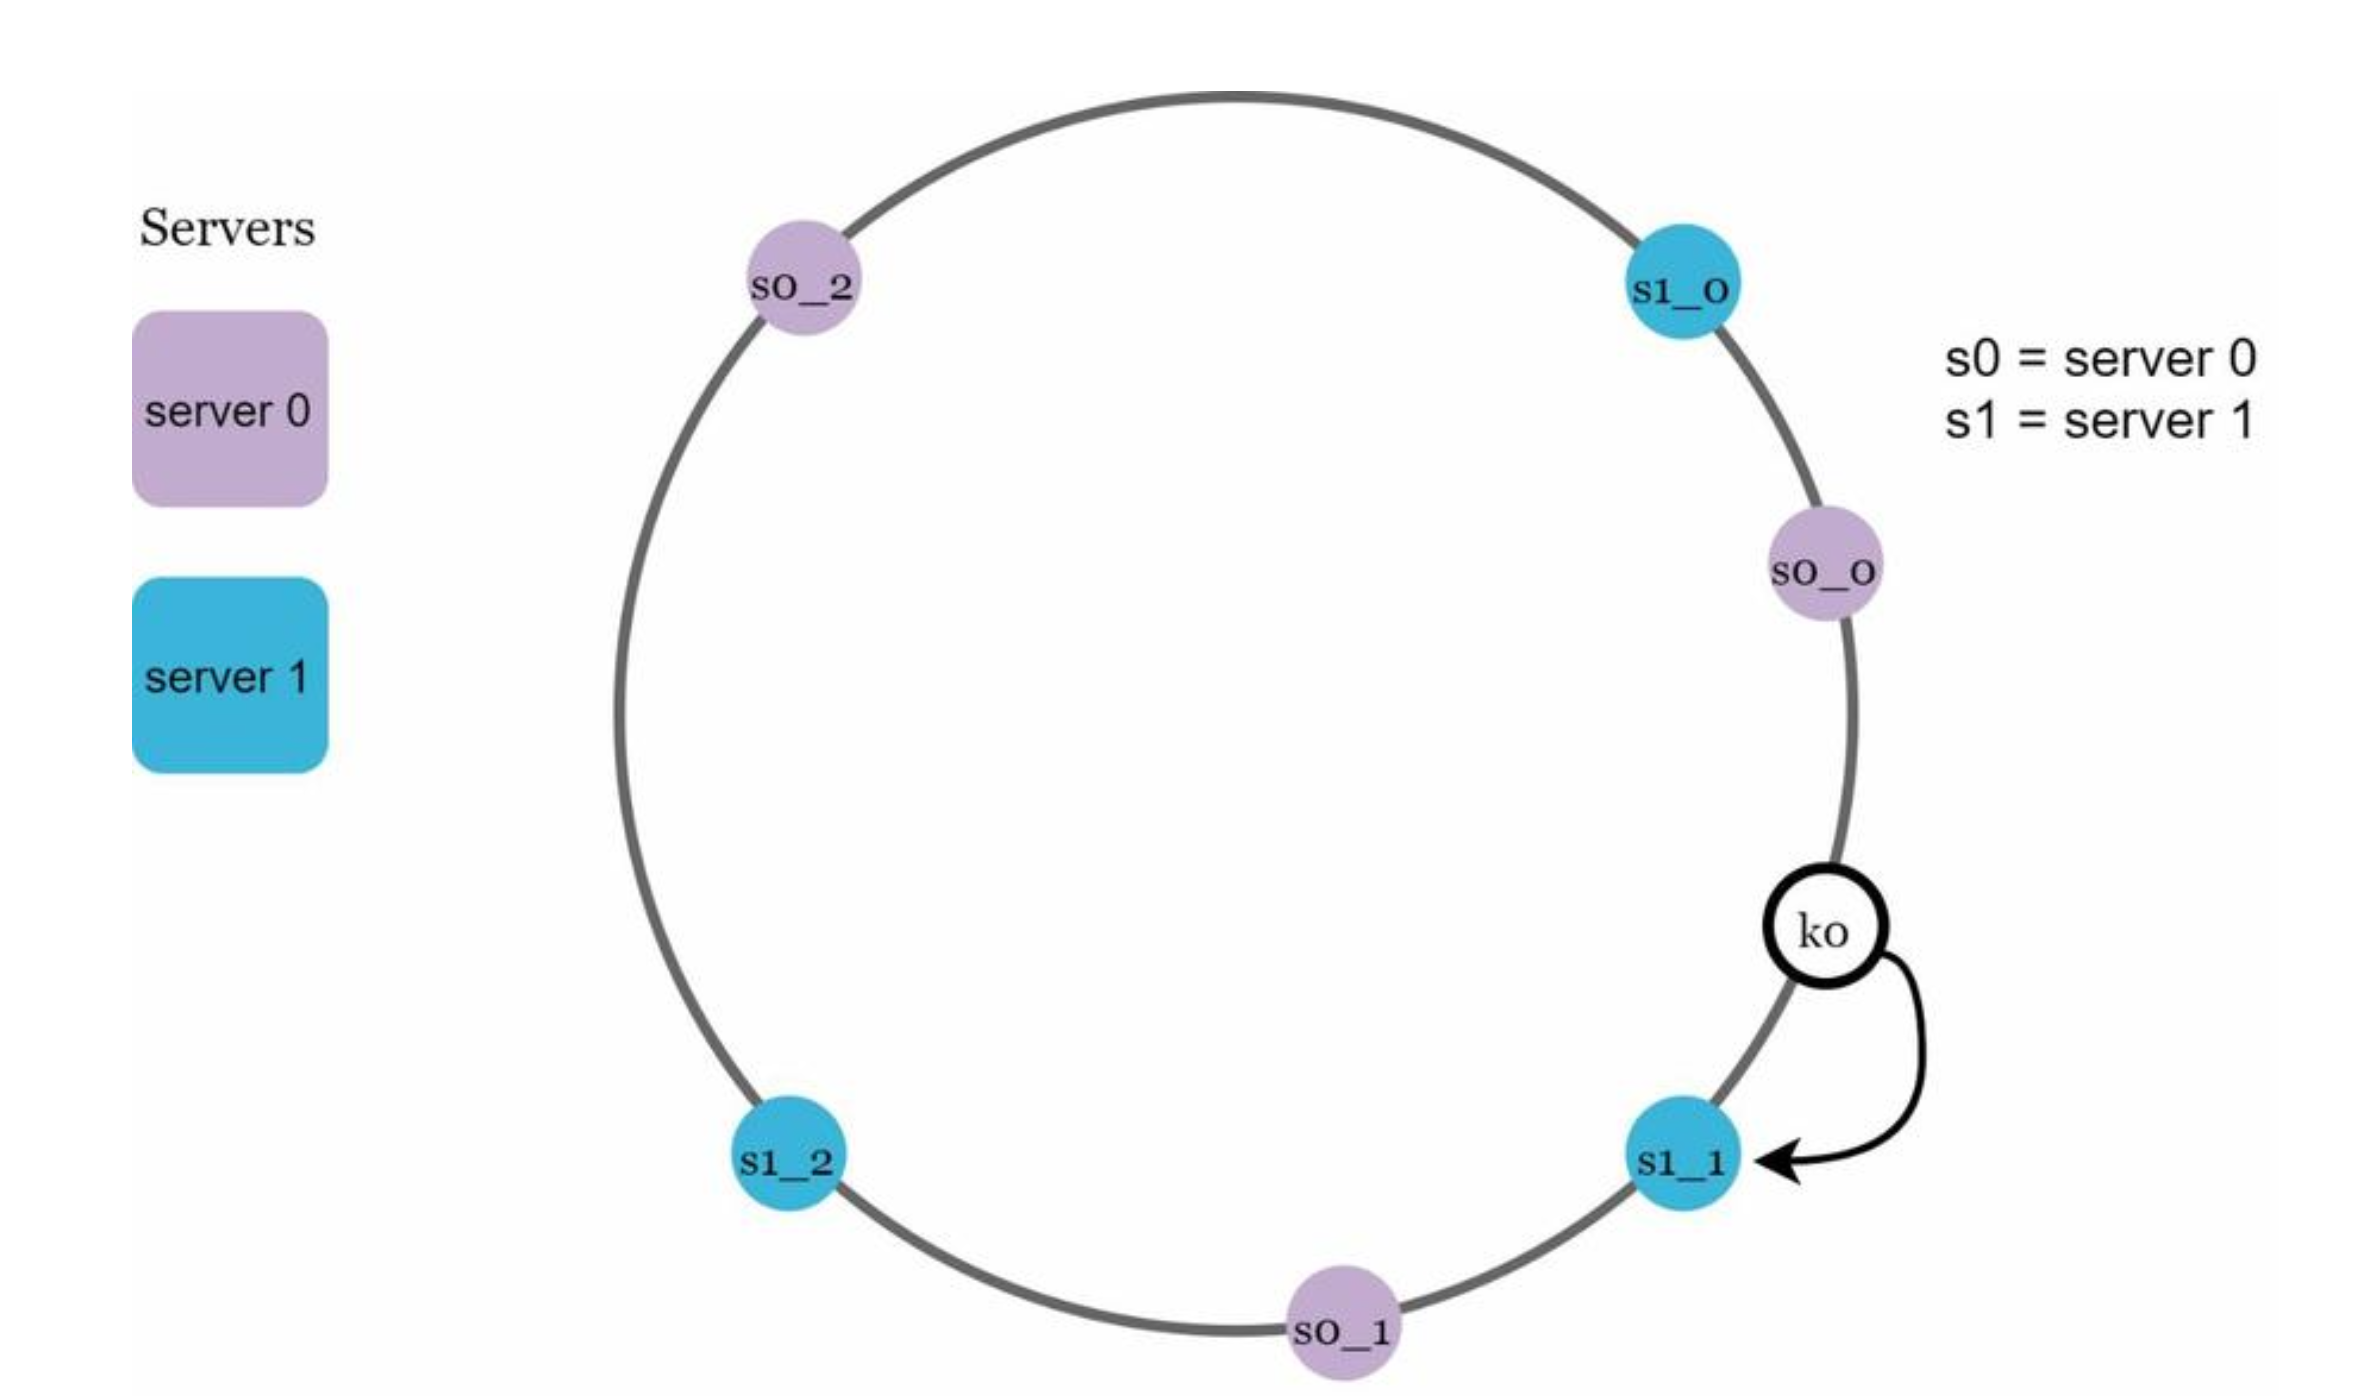 Servers
server 0
server 1
s0_2
s1_0
s0_0
k0
s1_1
s0_1
s1_2
s0 = server 0
s1 = server 1